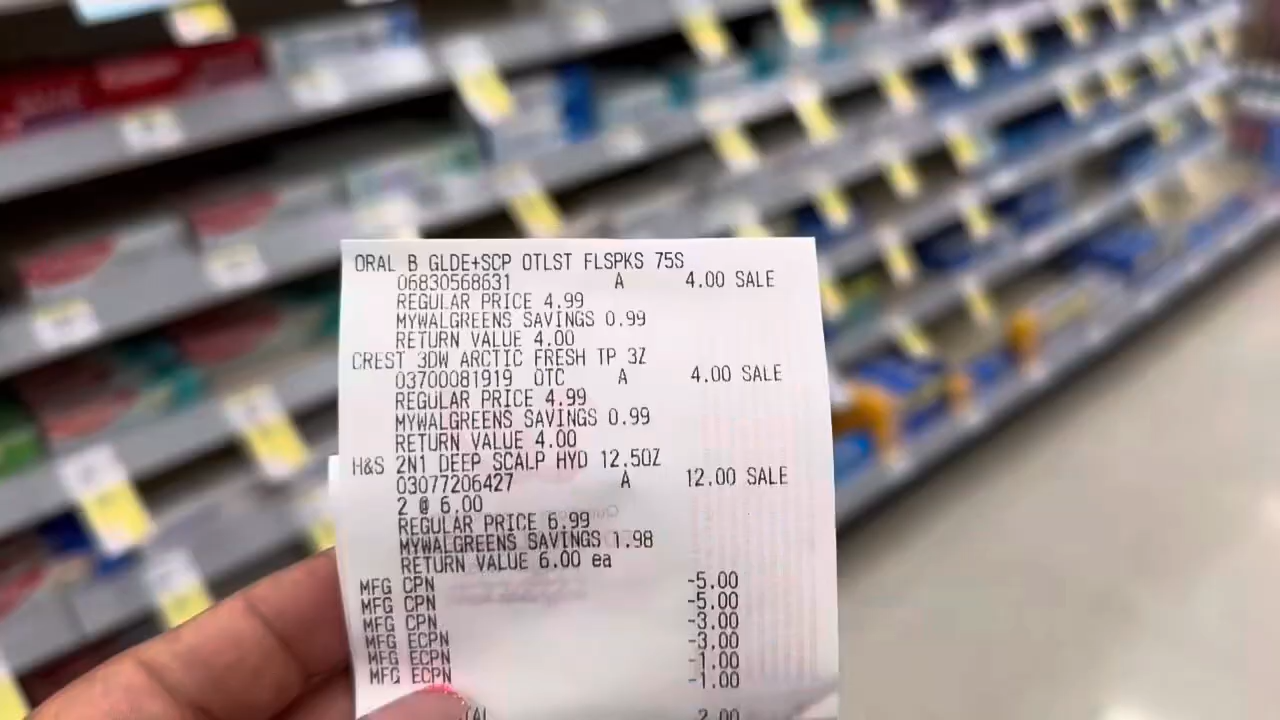 ORAL B GLDE+SCP OTLST FLSPKS 75S
06830568631 A 4.00 SALE
REGULAR PRICE 4.99
MYWALGREENS SAVINGS 0.99
RETURN VALUE 4.00
CREST 3DW ARCTIC FRESH TP 3Z
03700081919 OTC A 4.00 SALE
REGULAR PRICE 4.99
MYWALGREENS SAVINGS 0.99
RETURN VALUE 4.00
H&S 2N1 DEEP SCALP HYD 12.5OZ
03077206427 A 12.00 SALE
2 @ 6.00
REGULAR PRICE 6.99
MYWALGREENS SAVINGS 1.98
RETURN VALUE 6.00 ea
MFG CPN -5.00
MFG CPN -5.00
MFG CPN -3.00
MFG ECPN -3.00
MFG ECPN -1.00
MFG ECPN -1.00
2.00